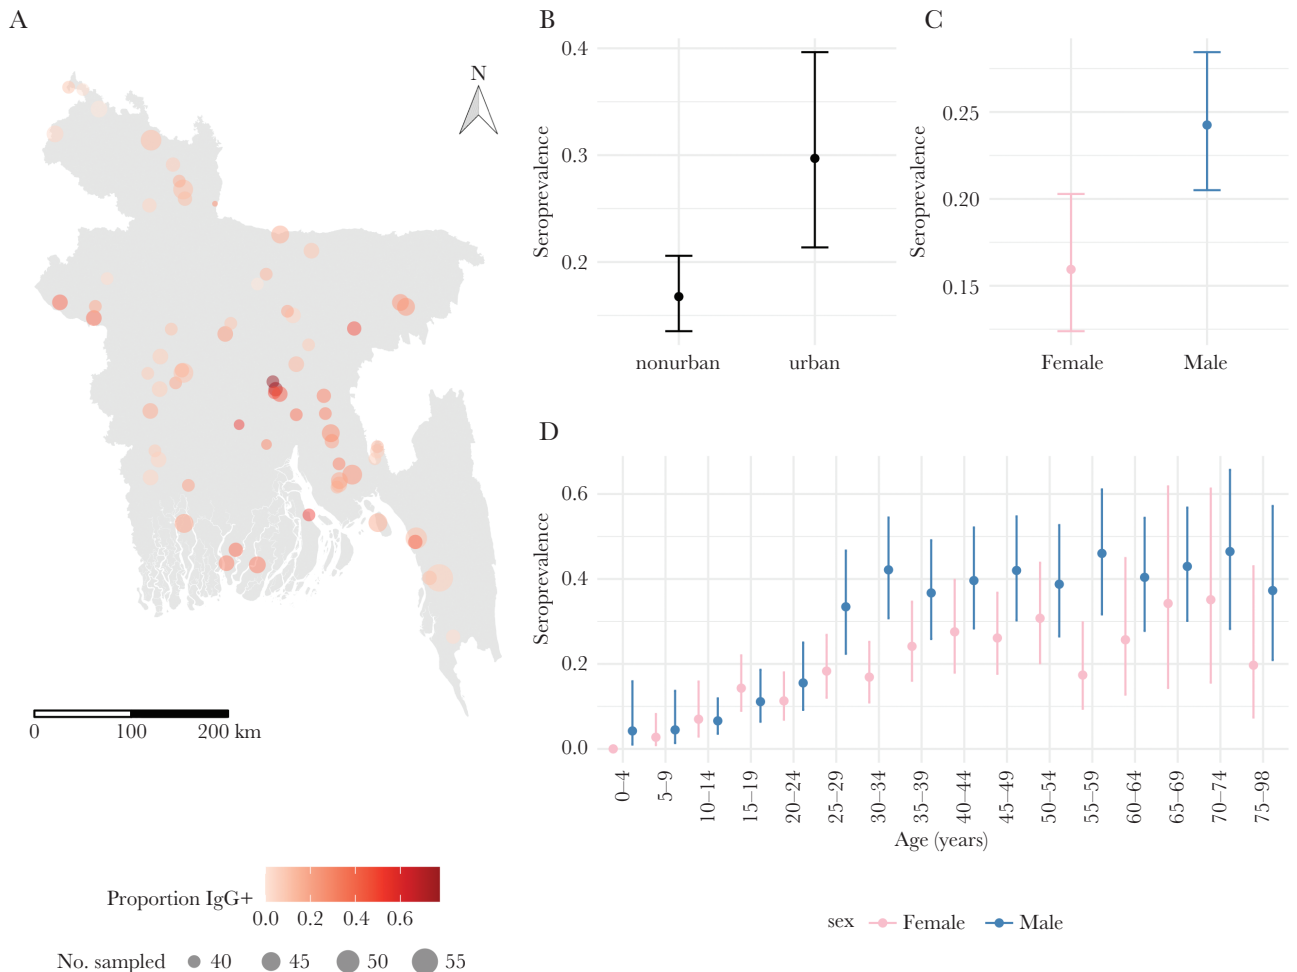 A
N
0 100 200 km
Proportion IgG+
0.0 0.2 0.4 0.6
No. sampled 40 45 50 55
B
Seroprevalence
0.4
0.3
0.2
nonurban urban
C
Seroprevalence
0.25
0.20
0.15
Female Male
D
Seroprevalence
0.6
0.4
0.2
0.0
0–4 5–9 10–14 15–19 20–24 25–29 30–34 35–39 40–44 45–49 50–54 55–59 60–64 65–69 70–74 75–98
Age (years)
sex Female Male